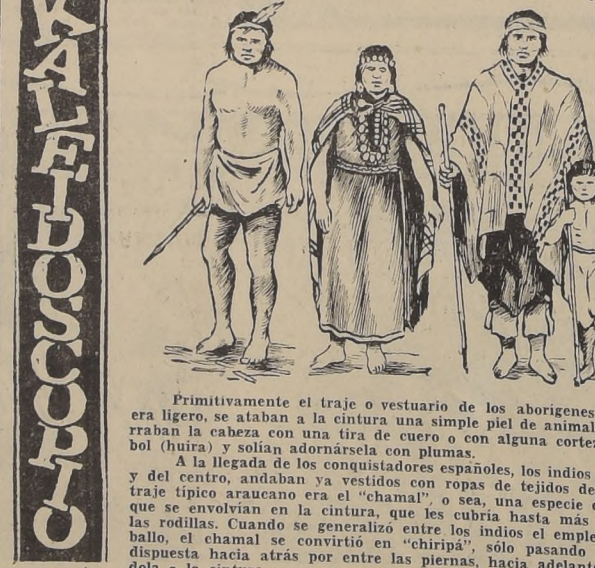 KALEIDOSCOPIO
Primitivamente el traje o vestuario de los aborigenes
era ligero, se ataban a la cintura una simple piel de animal
rraban la cabeza con una tira de cuero o con alguna cortez
bol (huira) y solían adornársela con plumas.
A la llegada de los conquistadores españoles, los indios
y del centro, andaban ya vestidos con ropas de tejidos de
traje típico araucano era el "chamal", o sea, una especie
que se envolvían en la cintura, que les cubría hasta más
las rodillas. Cuando se generalizó entre los indios el emple
ballo, el chamal se convirtió en "chiripá", sólo pasando
dispuesta hacia atrás por entre las piernas, hacia adelant